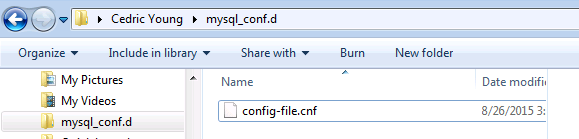 Cedric Young mysql_conf.d
Organize Include in library Share with Burn New folder
My Pictures
My Videos
mysql_conf.d
Name Date modifie
config-file.cnf 8/26/2015 3: